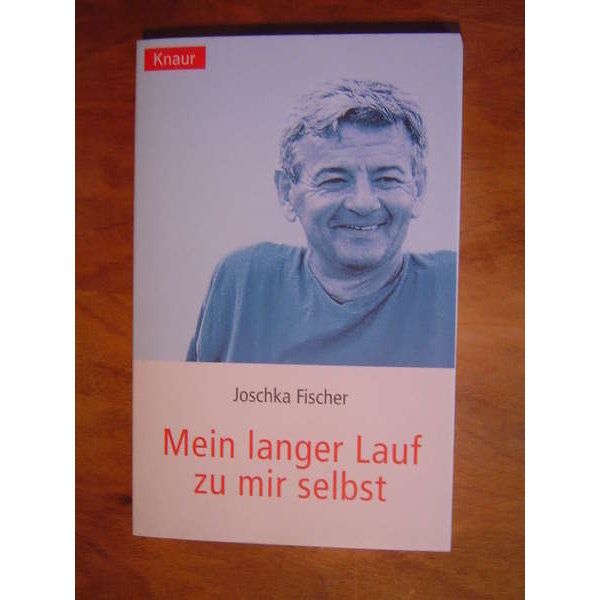 Knaur
Joschka Fischer
Mein langer Lauf
zu mir selbst